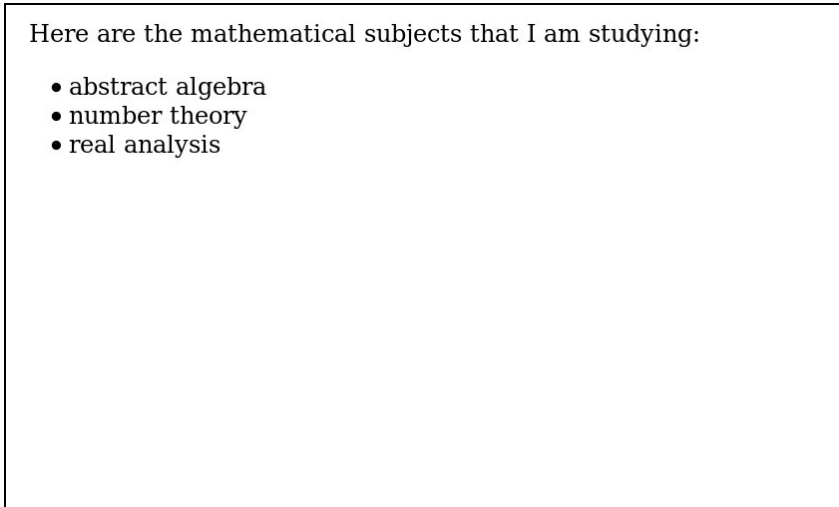 Here are the mathematical subjects that I am studying:
• abstract algebra
• number theory
• real analysis